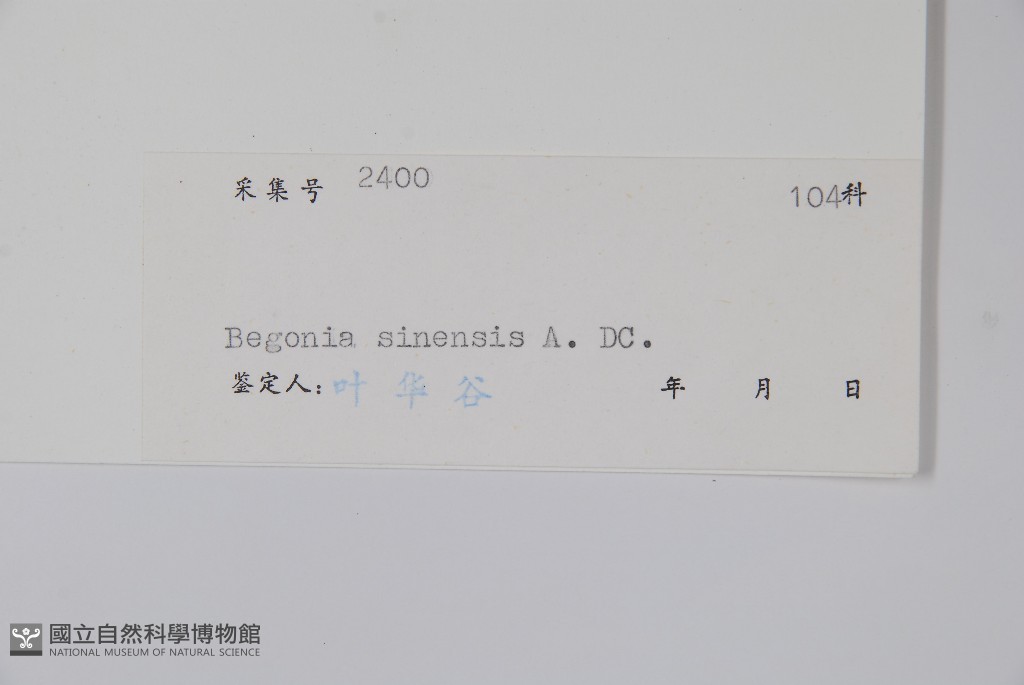 采集号 2400 104科
Begonia sinensis A. DC.
鉴定人：叶华谷 年 月 日
國立自然科學博物館
NATIONAL MUSEUM OF NATURAL SCIENCE